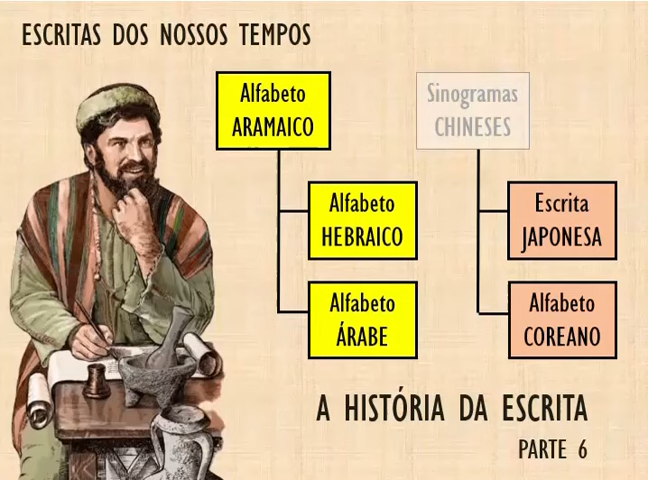 ESCRITAS DOS NOSSOS TEMPOS
Alfabeto
ARAMAICO
Sinogramas
CHINESES
Alfabeto
HEBRAICO
Escrita
JAPONESA
Alfabeto
ÁRABE
Alfabeto
COREANO
A HISTÓRIA DA ESCRITA
PARTE 6